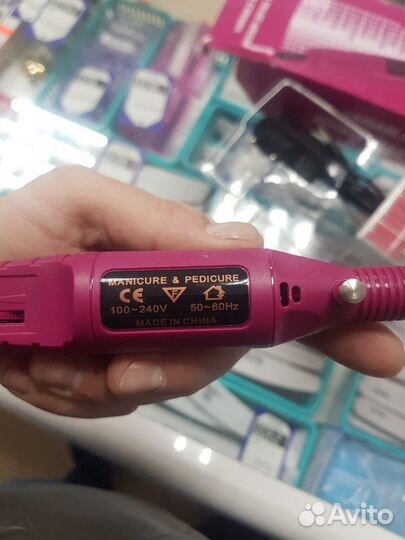 MANICURE & PEDICURE
CE F
100~240V 50~60Hz
MADE IN CHINA
Avito